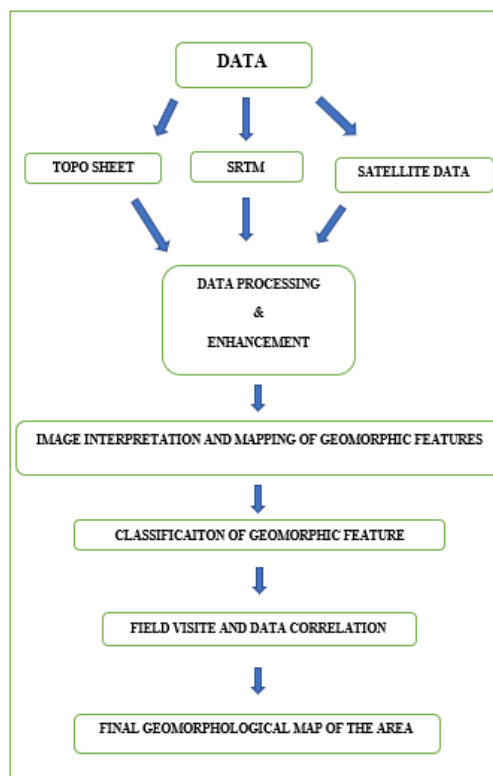 DATA
TOPO SHEET
SRTM
SATELLITE DATA
DATA PROCESSING
&
ENHANCEMENT
IMAGE INTERPRETATION AND MAPPING OF GEOMORPHIC FEATURES
CLASSIFICAITON OF GEOMORPHIC FEATURE
FIELD VISITE AND DATA CORRELATION
FINAL GEOMORPHOLOGICAL MAP OF THE AREA